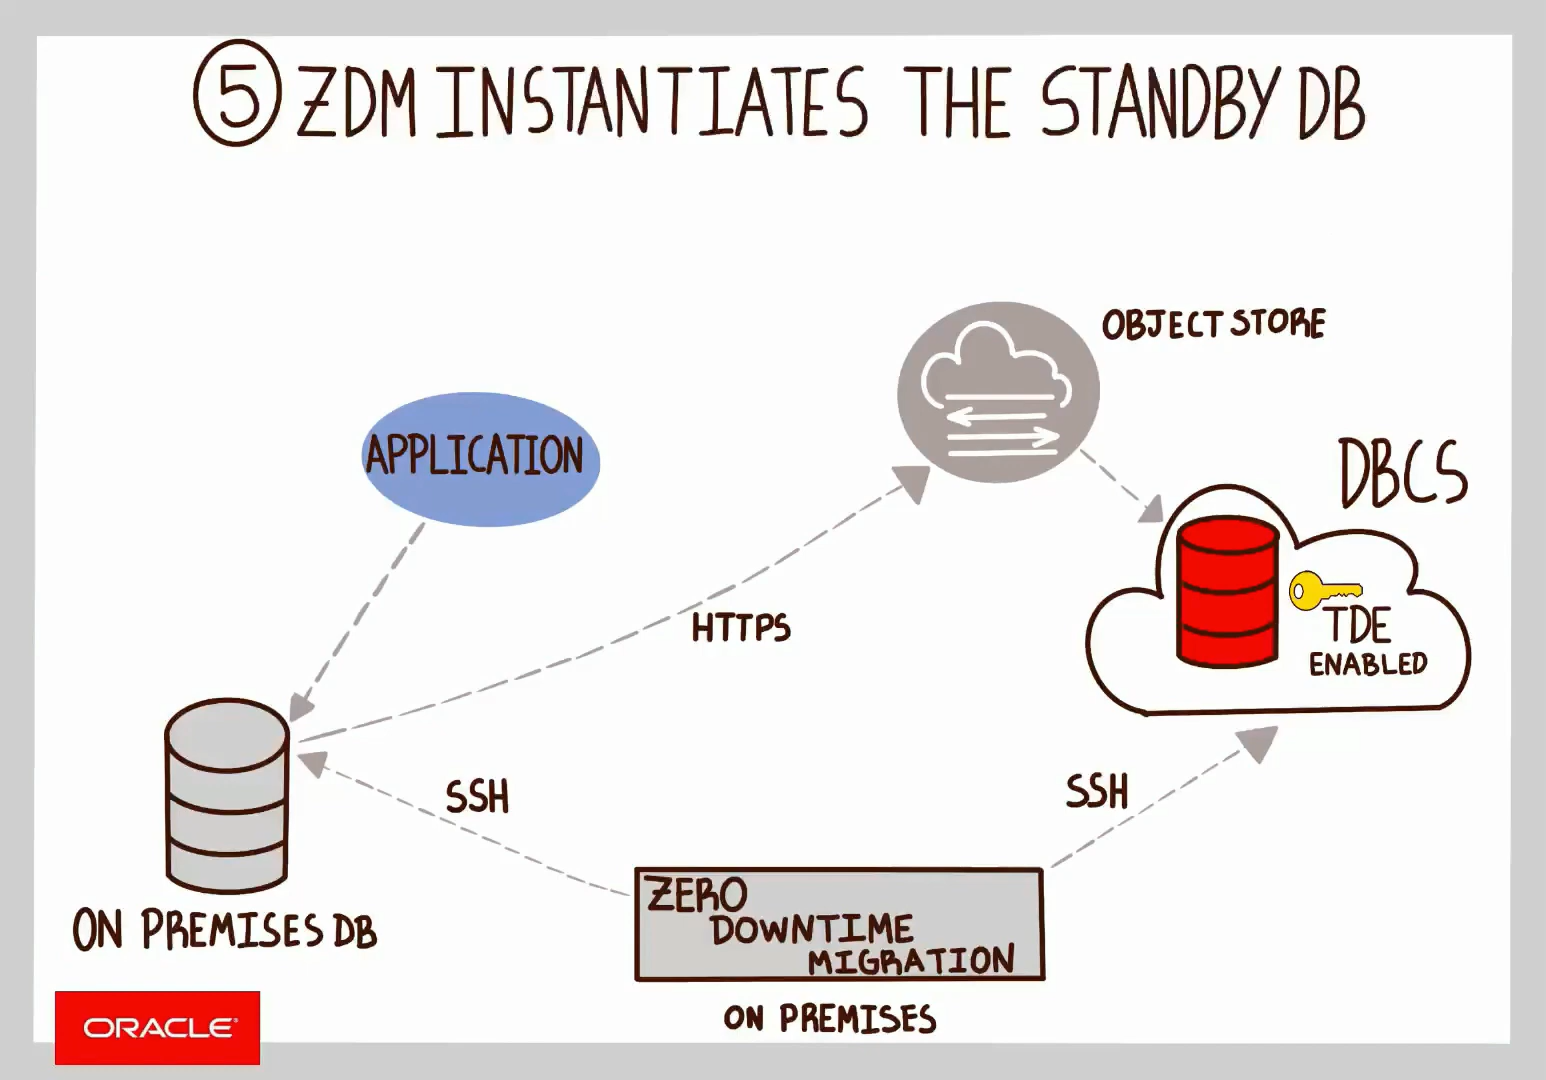 5 ZDM INSTANTIATES THE STANDBY DB
OBJECT STORE
APPLICATION
DBCS
TDE
ENABLED
HTTPS
SSH
SSH
ZERO
DOWNTIME
MIGRATION
ON PREMISES DB
ON PREMISES
ORACLE